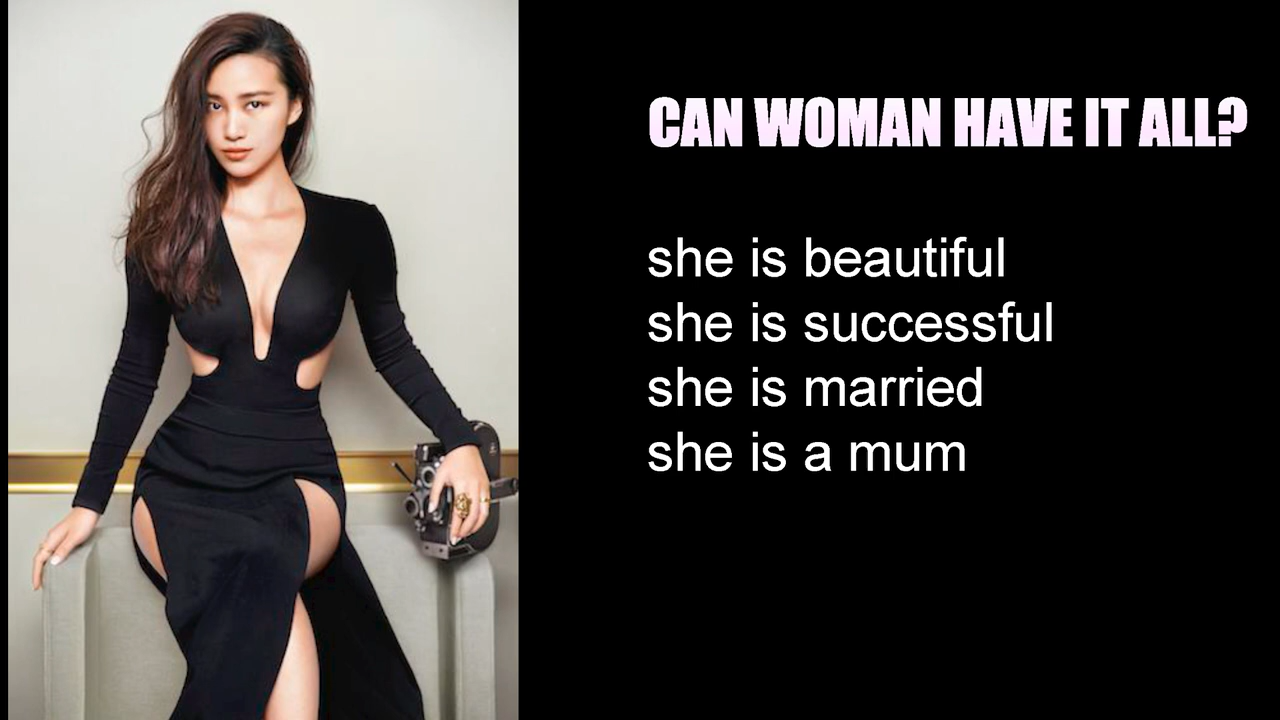 CAN WOMAN HAVE IT ALL?
she is beautiful
she is successful
she is married
she is a mum